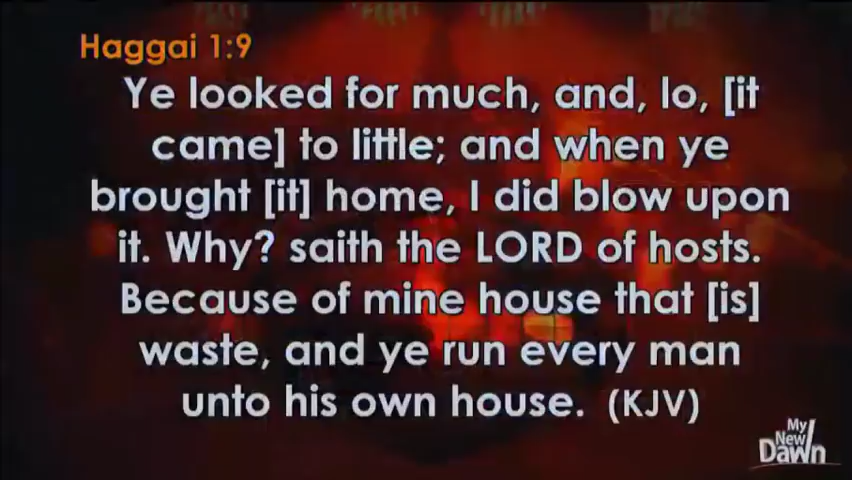 Haggai 1:9
Ye looked for much, and, lo, [it
came] to little; and when ye
brought [it] home, I did blow upon
it. Why? saith the LORD of hosts.
Because of mine house that [is]
waste, and ye run every man
unto his own house. (KJV)
My
New
Dawn